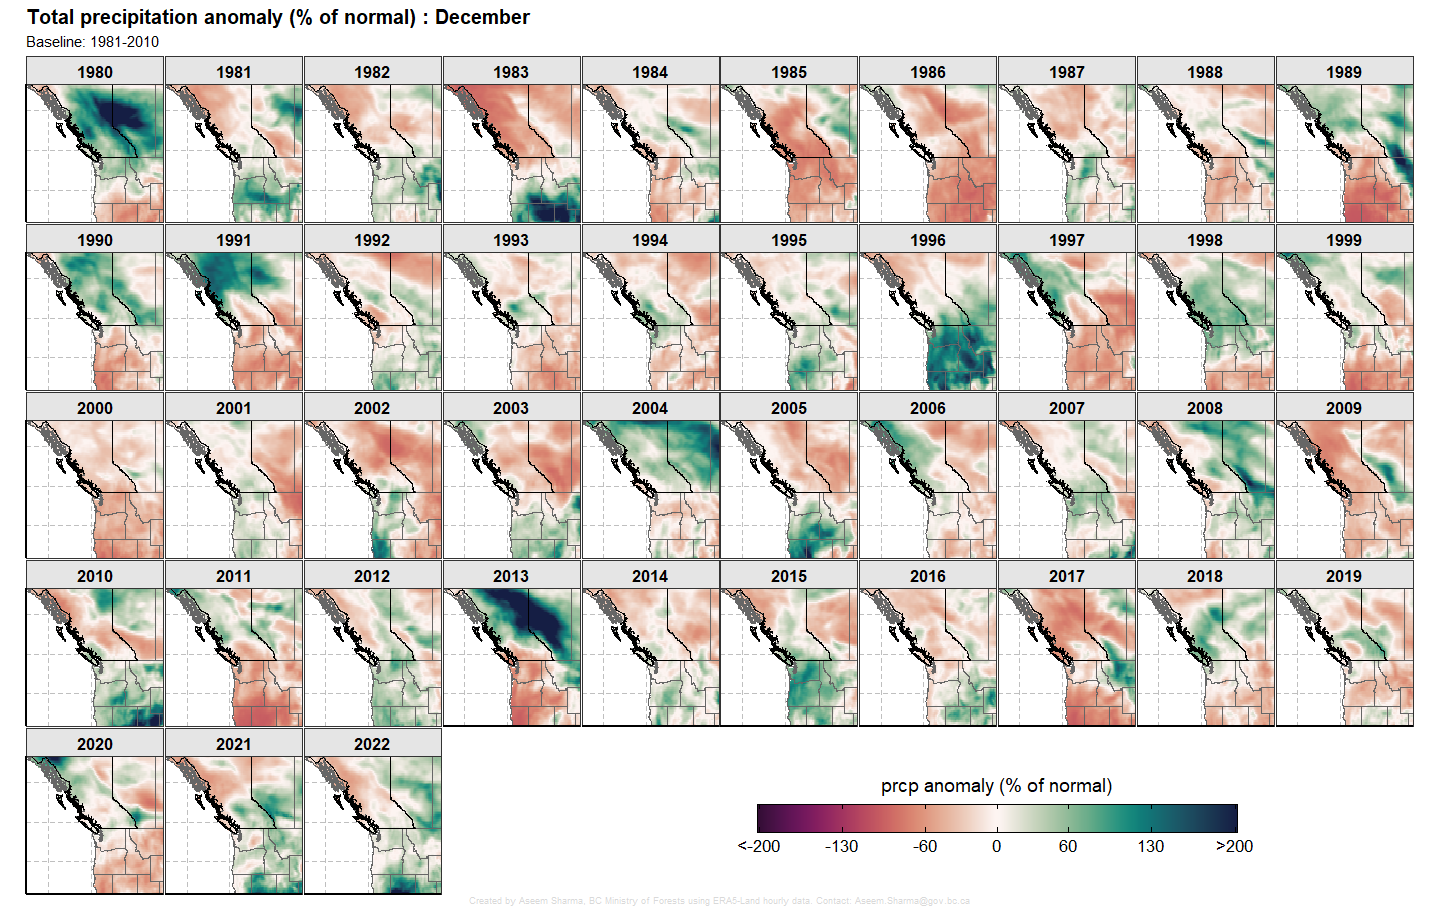 Total precipitation anomaly (% of normal) : December
Baseline: 1981-2010
1980 1981 1982 1983 1984 1985 1986 1987 1988 1989
1990 1991 1992 1993 1994 1995 1996 1997 1998 1999
2000 2001 2002 2003 2004 2005 2006 2007 2008 2009
2010 2011 2012 2013 2014 2015 2016 2017 2018 2019
2020 2021 2022
prcp anomaly (% of normal)
<-200 -130 -60 0 60 130 >200
Created by Aseem Sharma, BC Ministry of Forests using ERA5-Land hourly data. Contact: Aseem.Sharma@gov.bc.ca